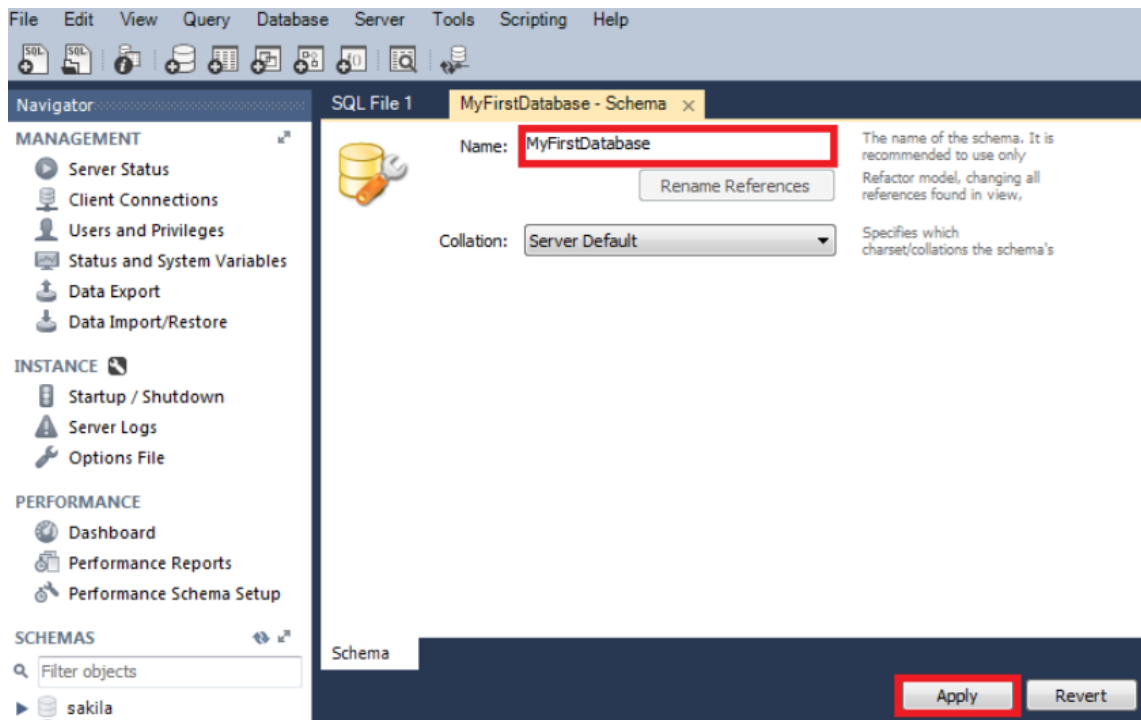 File Edit View Query Database Server Tools Scripting Help
SQL SQL
Navigator
SQL File 1 MyFirstDatabase - Schema
MANAGEMENT
Server Status
Client Connections
Users and Privileges
Status and System Variables
Data Export
Data Import/Restore
INSTANCE
Startup / Shutdown
Server Logs
Options File
PERFORMANCE
Dashboard
Performance Reports
Performance Schema Setup
SCHEMAS
Filter objects
sakila
Name: MyFirstDatabase
The name of the schema. It is
recommended to use only
Rename References
Refactor model, changing all
references found in view,
Collation: Server Default
Specifies which
charset/collations the schema's
Schema
Apply Revert